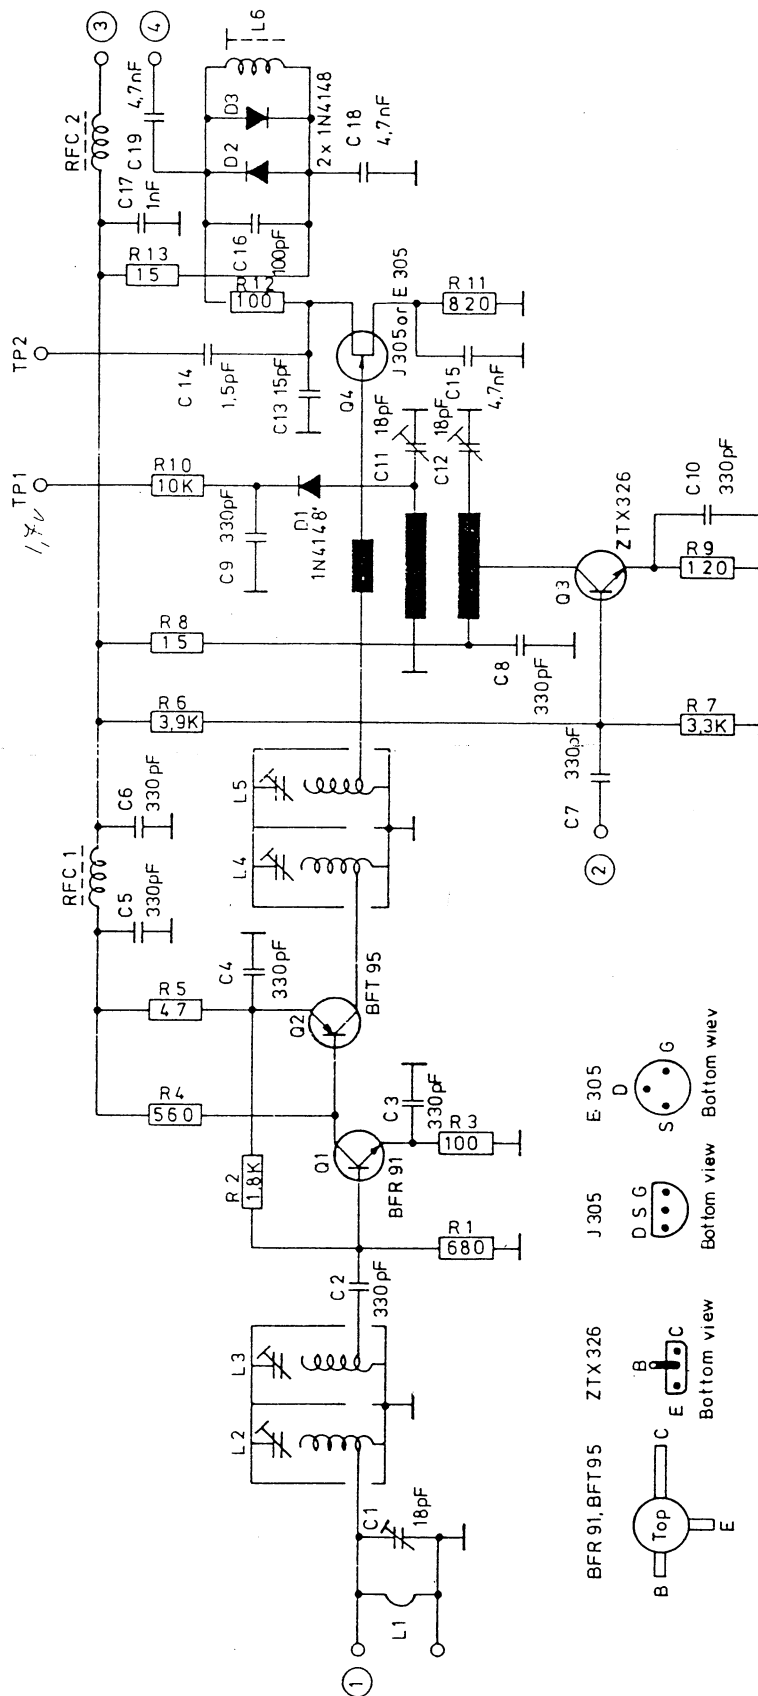 3
4
RFC 2
C19
4,7nF
L6
D3
D2
2x 1N4148
C18
4,7nF
C17
1nF
C16
100pF
R13
15
R12
100
TP2
C14
1,5pF
C13 15pF
Q4
J305 or E 305
R11
820
C15
4,7nF
TP1
1,7v
R10
10K
C9 330pF
D1
1N4148
C11
18pF
C12
18pF
R8
15
C8
330pF
Q3
ZTX326
C10
330pF
R9
120
R6
3,9K
R7
3,3K
C7
330pF
2
RFC 1
C6
330pF
C5
330pF
L5
L4
R5
47
C4
330pF
Q2
BFT 95
R4
560
R2
1,8K
Q1
BFR 91
C3
330pF
R3
100
R1
680
C2
330pF
L3
L2
C1
18pF
L1
1
BFR 91, BFT95
B
Top
C
E
ZTX 326
E
B
C
Bottom view
J305
D S G
Bottom view
E 305
S
D
G
Bottom wiev